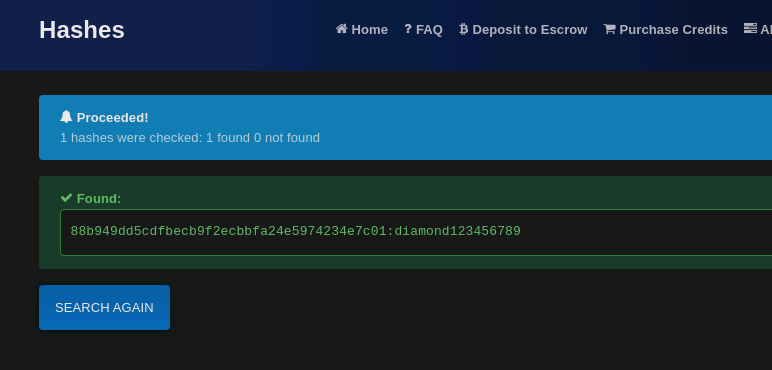 Hashes
Home FAQ Deposit to Escrow Purchase Credits
Proceeded!
1 hashes were checked: 1 found 0 not found
Found:
88b949dd5cdfbecb9f2ecbbfa24e5974234e7c01:diamond123456789
SEARCH AGAIN